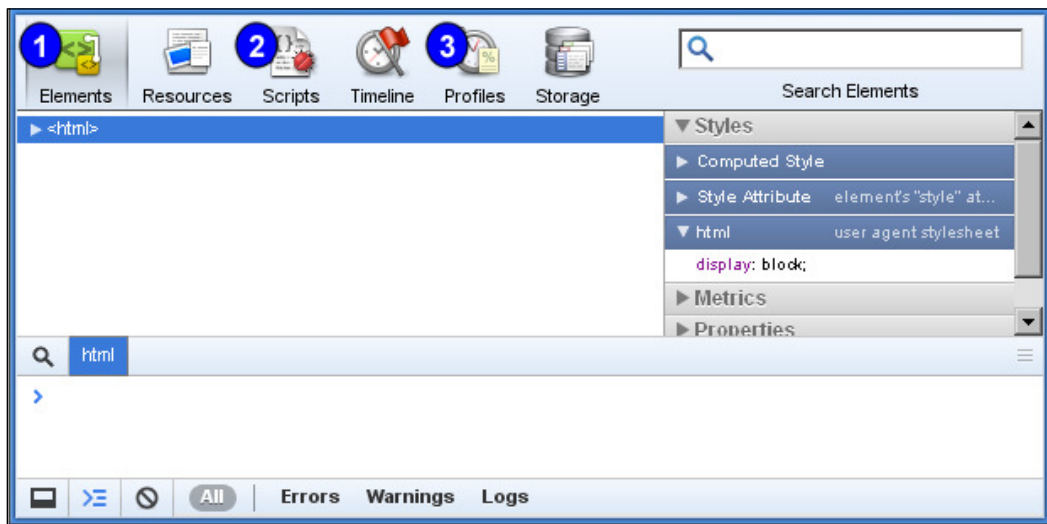 1 2 3
Elements Resources Scripts Timeline Profiles Storage Search Elements
▶ <html>
▼ Styles
▶ Computed Style
▶ Style Attribute element's "style" at...
▼ html user agent stylesheet
display: block;
▶ Metrics
▶ Properties
html
>
All Errors Warnings Logs